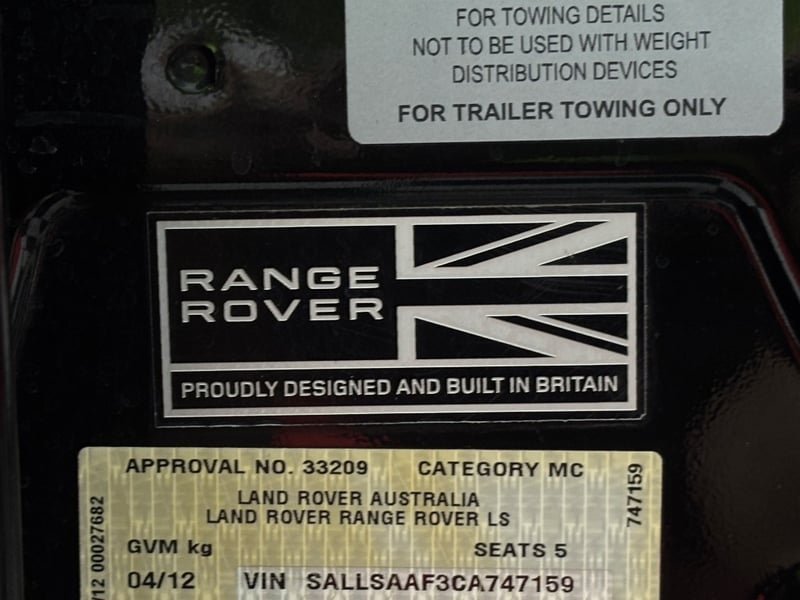 FOR TOWING DETAILS
NOT TO BE USED WITH WEIGHT
DISTRIBUTION DEVICES
FOR TRAILER TOWING ONLY
RANGE
ROVER
PROUDLY DESIGNED AND BUILT IN BRITAIN
APPROVAL NO. 33209 CATEGORY MC
LAND ROVER AUSTRALIA
LAND ROVER RANGE ROVER LS
GVM kg SEATS 5
04/12 VIN SALLSAAF3CA747159
/12 00027682
747159